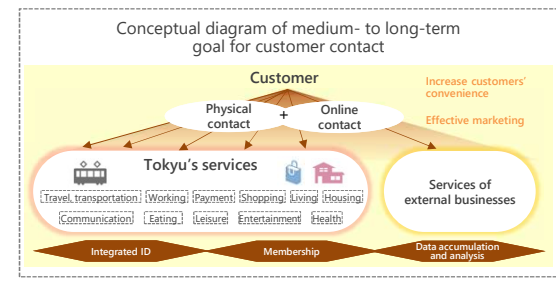 Conceptual diagram of medium- to long-term
goal for customer contact
Customer
Increase customers'
convenience
Effective marketing
Physical
contact
+
Online
contact
Tokyu's services
Travel, transportation Working Payment Shopping Living Housing
Communication Eating Leisure Entertainment Health
Services of
external businesses
Integrated ID
Membership
Data accumulation
and analysis